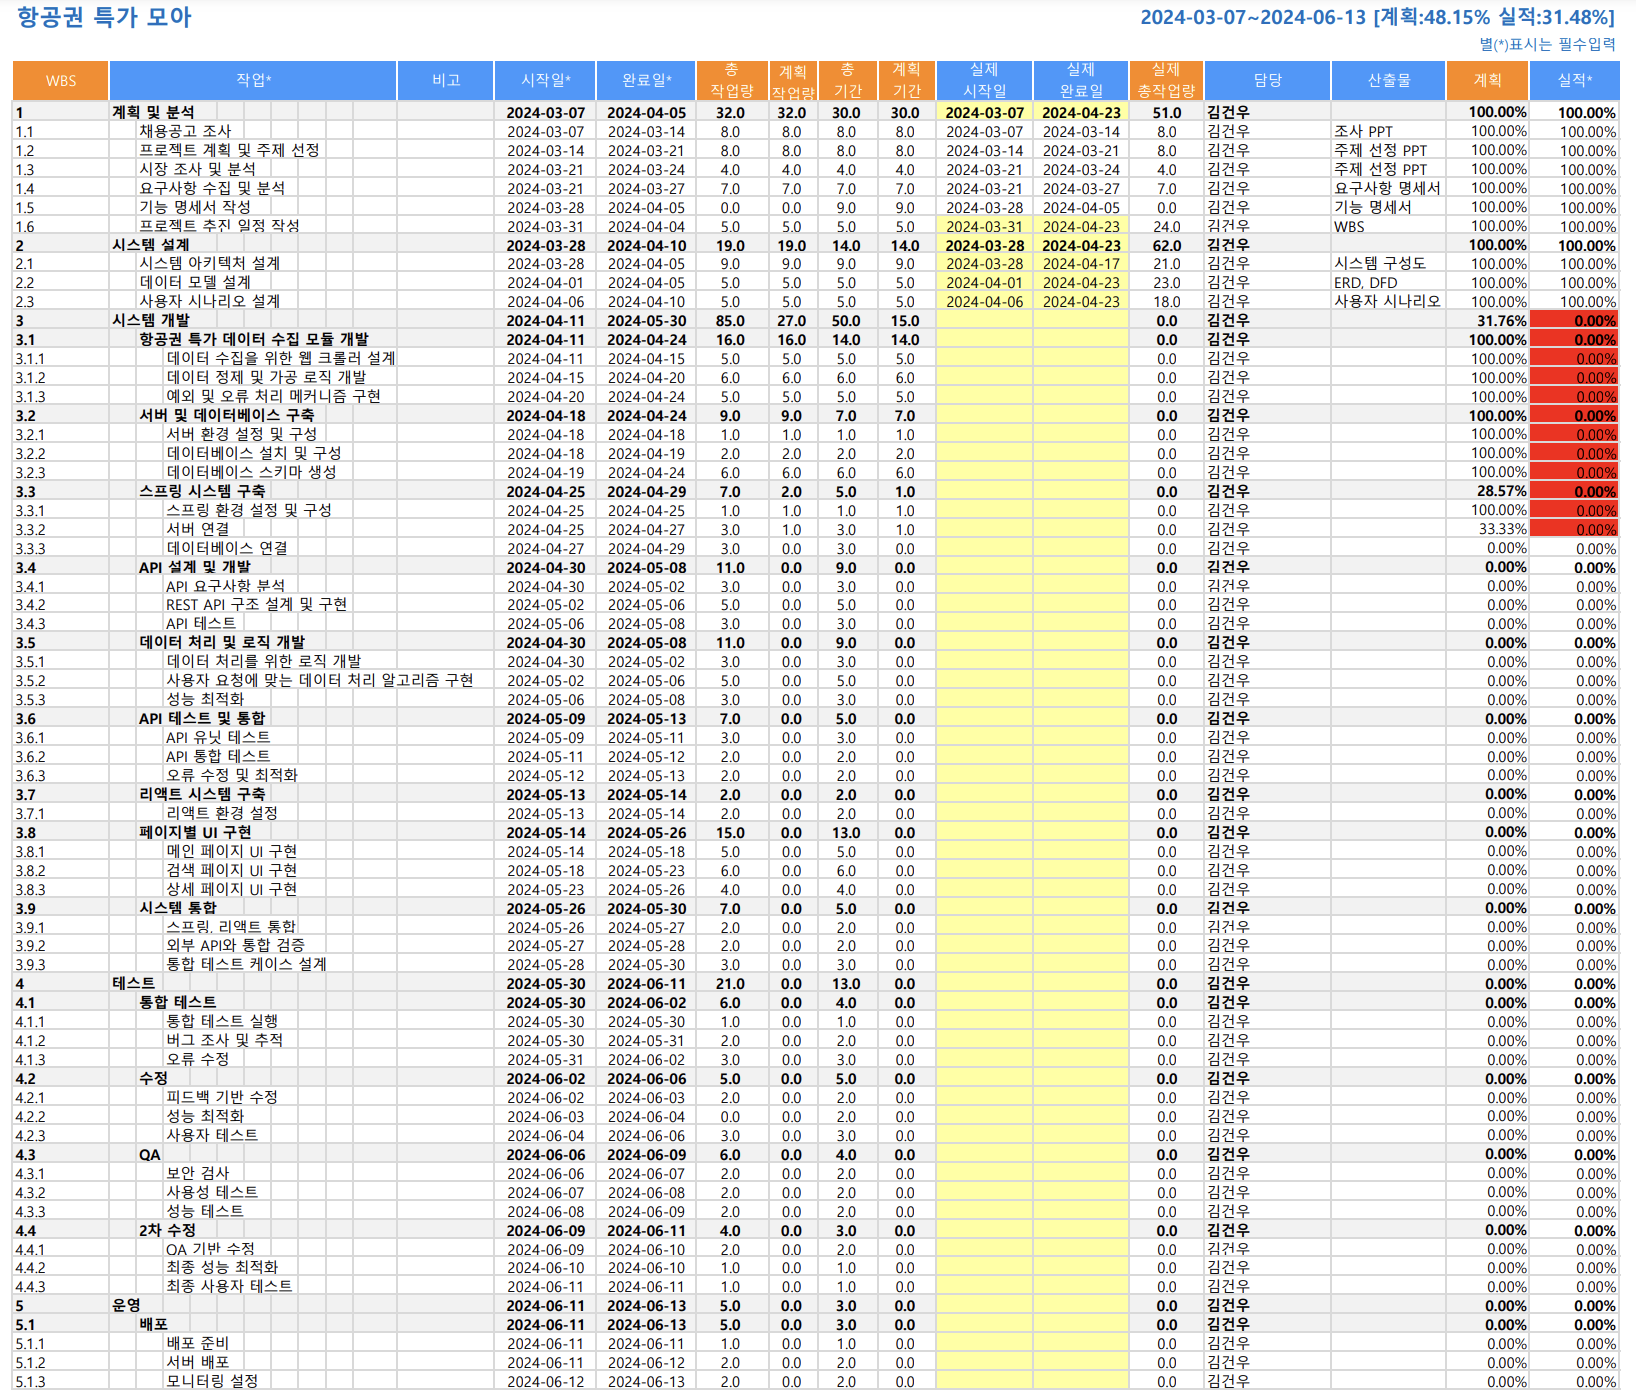 항공권 특가 모아
2024-03-07~2024-06-13 [계획:48.15% 실적:31.48%]
별(*)표시는 필수입력
WBS 작업* 비고 시작일* 완료일* 총 작업량 계획 작업량 총 기간 계획 기간 실제 시작일 실제 완료일 실제 총작업량 담당 산출물 계획 실적*
1 계획 및 분석 2024-03-07 2024-04-05 32.0 32.0 30.0 30.0 2024-03-07 2024-04-23 51.0 김건우 100.00% 100.00%
1.1 채용공고 조사 2024-03-07 2024-03-14 8.0 8.0 8.0 8.0 2024-03-07 2024-03-14 8.0 김건우 조사 PPT 100.00% 100.00%
1.2 프로젝트 계획 및 주제 선정 2024-03-14 2024-03-21 8.0 8.0 8.0 8.0 2024-03-14 2024-03-21 8.0 김건우 주제 선정 PPT 100.00% 100.00%
1.3 시장 조사 및 분석 2024-03-21 2024-03-24 4.0 4.0 4.0 4.0 2024-03-21 2024-03-24 4.0 김건우 주제 선정 PPT 100.00% 100.00%
1.4 요구사항 수집 및 분석 2024-03-21 2024-03-27 7.0 7.0 7.0 7.0 2024-03-21 2024-03-27 7.0 김건우 요구사항 명세서 100.00% 100.00%
1.5 기능 명세서 작성 2024-03-28 2024-04-05 0.0 0.0 9.0 9.0 2024-03-28 2024-04-05 0.0 김건우 기능 명세서 100.00% 100.00%
1.6 프로젝트 추진 일정 작성 2024-03-31 2024-04-04 5.0 5.0 5.0 5.0 2024-03-31 2024-04-23 24.0 김건우 WBS 100.00% 100.00%
2 시스템 설계 2024-03-28 2024-04-10 19.0 19.0 14.0 14.0 2024-03-28 2024-04-23 62.0 김건우 100.00% 100.00%
2.1 시스템 아키텍처 설계 2024-03-28 2024-04-05 9.0 9.0 9.0 9.0 2024-03-28 2024-04-17 21.0 김건우 시스템 구성도 100.00% 100.00%
2.2 데이터 모델 설계 2024-04-01 2024-04-05 5.0 5.0 5.0 5.0 2024-04-01 2024-04-23 23.0 김건우 ERD, DFD 100.00% 100.00%
2.3 사용자 시나리오 설계 2024-04-06 2024-04-10 5.0 5.0 5.0 5.0 2024-04-06 2024-04-23 18.0 김건우 사용자 시나리오 100.00% 100.00%
3 시스템 개발 2024-04-11 2024-05-30 85.0 27.0 50.0 15.0 0.0 김건우 31.76% 0.00%
3.1 항공권 특가 데이터 수집 모듈 개발 2024-04-11 2024-04-24 16.0 16.0 14.0 14.0 0.0 김건우 100.00% 0.00%
3.1.1 데이터 수집을 위한 웹 크롤러 설계 2024-04-11 2024-04-15 5.0 5.0 5.0 5.0 0.0 김건우 100.00% 0.00%
3.1.2 데이터 정제 및 가공 로직 개발 2024-04-15 2024-04-20 6.0 6.0 6.0 6.0 0.0 김건우 100.00% 0.00%
3.1.3 예외 및 오류 처리 메커니즘 구현 2024-04-20 2024-04-24 5.0 5.0 5.0 5.0 0.0 김건우 100.00% 0.00%
3.2 서버 및 데이터베이스 구축 2024-04-18 2024-04-24 9.0 9.0 7.0 7.0 0.0 김건우 100.00% 0.00%
3.2.1 서버 환경 설정 및 구성 2024-04-18 2024-04-18 1.0 1.0 1.0 1.0 0.0 김건우 100.00% 0.00%
3.2.2 데이터베이스 설치 및 구성 2024-04-18 2024-04-19 2.0 2.0 2.0 2.0 0.0 김건우 100.00% 0.00%
3.2.3 데이터베이스 스키마 생성 2024-04-19 2024-04-24 6.0 6.0 6.0 6.0 0.0 김건우 100.00% 0.00%
3.3 스프링 시스템 구축 2024-04-25 2024-04-29 7.0 2.0 5.0 1.0 0.0 김건우 28.57% 0.00%
3.3.1 스프링 환경 설정 및 구성 2024-04-25 2024-04-25 1.0 1.0 1.0 1.0 0.0 김건우 100.00% 0.00%
3.3.2 서버 연결 2024-04-25 2024-04-27 3.0 1.0 3.0 1.0 0.0 김건우 33.33% 0.00%
3.3.3 데이터베이스 연결 2024-04-27 2024-04-29 3.0 0.0 3.0 0.0 0.0 김건우 0.00% 0.00%
3.4 API 설계 및 개발 2024-04-30 2024-05-08 11.0 0.0 9.0 0.0 0.0 김건우 0.00% 0.00%
3.4.1 API 요구사항 분석 2024-04-30 2024-05-02 3.0 0.0 3.0 0.0 0.0 김건우 0.00% 0.00%
3.4.2 REST API 구조 설계 및 구현 2024-05-02 2024-05-06 5.0 0.0 5.0 0.0 0.0 김건우 0.00% 0.00%
3.4.3 API 테스트 2024-05-06 2024-05-08 3.0 0.0 3.0 0.0 0.0 김건우 0.00% 0.00%
3.5 데이터 처리 및 로직 개발 2024-04-30 2024-05-08 11.0 0.0 9.0 0.0 0.0 김건우 0.00% 0.00%
3.5.1 데이터 처리를 위한 로직 개발 2024-04-30 2024-05-02 3.0 0.0 3.0 0.0 0.0 김건우 0.00% 0.00%
3.5.2 사용자 요청에 맞는 데이터 처리 알고리즘 구현 2024-05-02 2024-05-06 5.0 0.0 5.0 0.0 0.0 김건우 0.00% 0.00%
3.5.3 성능 최적화 2024-05-06 2024-05-08 3.0 0.0 3.0 0.0 0.0 김건우 0.00% 0.00%
3.6 API 테스트 및 통합 2024-05-09 2024-05-13 7.0 0.0 5.0 0.0 0.0 김건우 0.00% 0.00%
3.6.1 API 유닛 테스트 2024-05-09 2024-05-11 3.0 0.0 3.0 0.0 0.0 김건우 0.00% 0.00%
3.6.2 API 통합 테스트 2024-05-11 2024-05-12 2.0 0.0 2.0 0.0 0.0 김건우 0.00% 0.00%
3.6.3 오류 수정 및 최적화 2024-05-12 2024-05-13 2.0 0.0 2.0 0.0 0.0 김건우 0.00% 0.00%
3.7 리액트 시스템 구축 2024-05-13 2024-05-14 2.0 0.0 2.0 0.0 0.0 김건우 0.00% 0.00%
3.7.1 리액트 환경 설정 2024-05-13 2024-05-14 2.0 0.0 2.0 0.0 0.0 김건우 0.00% 0.00%
3.8 페이지별 UI 구현 2024-05-14 2024-05-26 15.0 0.0 13.0 0.0 0.0 김건우 0.00% 0.00%
3.8.1 메인 페이지 UI 구현 2024-05-14 2024-05-18 5.0 0.0 5.0 0.0 0.0 김건우 0.00% 0.00%
3.8.2 검색 페이지 UI 구현 2024-05-18 2024-05-23 6.0 0.0 6.0 0.0 0.0 김건우 0.00% 0.00%
3.8.3 상세 페이지 UI 구현 2024-05-23 2024-05-26 4.0 0.0 4.0 0.0 0.0 김건우 0.00% 0.00%
3.9 시스템 통합 2024-05-26 2024-05-30 7.0 0.0 5.0 0.0 0.0 김건우 0.00% 0.00%
3.9.1 스프링, 리액트 통합 2024-05-26 2024-05-27 2.0 0.0 2.0 0.0 0.0 김건우 0.00% 0.00%
3.9.2 외부 API와 통합 검증 2024-05-27 2024-05-28 2.0 0.0 2.0 0.0 0.0 김건우 0.00% 0.00%
3.9.3 통합 테스트 케이스 설계 2024-05-28 2024-05-30 3.0 0.0 3.0 0.0 0.0 김건우 0.00% 0.00%
4 테스트 2024-05-30 2024-06-11 21.0 0.0 13.0 0.0 0.0 김건우 0.00% 0.00%
4.1 통합 테스트 2024-05-30 2024-06-02 6.0 0.0 4.0 0.0 0.0 김건우 0.00% 0.00%
4.1.1 통합 테스트 실행 2024-05-30 2024-05-30 1.0 0.0 1.0 0.0 0.0 김건우 0.00% 0.00%
4.1.2 버그 조사 및 추적 2024-05-30 2024-05-31 2.0 0.0 2.0 0.0 0.0 김건우 0.00% 0.00%
4.1.3 오류 수정 2024-05-31 2024-06-02 3.0 0.0 3.0 0.0 0.0 김건우 0.00% 0.00%
4.2 수정 2024-06-02 2024-06-06 5.0 0.0 5.0 0.0 0.0 김건우 0.00% 0.00%
4.2.1 피드백 기반 수정 2024-06-02 2024-06-03 2.0 0.0 2.0 0.0 0.0 김건우 0.00% 0.00%
4.2.2 성능 최적화 2024-06-03 2024-06-04 0.0 0.0 2.0 0.0 0.0 김건우 0.00% 0.00%
4.2.3 사용자 테스트 2024-06-04 2024-06-06 3.0 0.0 3.0 0.0 0.0 김건우 0.00% 0.00%
4.3 QA 2024-06-06 2024-06-09 6.0 0.0 4.0 0.0 0.0 김건우 0.00% 0.00%
4.3.1 보안 검사 2024-06-06 2024-06-07 2.0 0.0 2.0 0.0 0.0 김건우 0.00% 0.00%
4.3.2 사용성 테스트 2024-06-07 2024-06-08 2.0 0.0 2.0 0.0 0.0 김건우 0.00% 0.00%
4.3.3 성능 테스트 2024-06-08 2024-06-09 2.0 0.0 2.0 0.0 0.0 김건우 0.00% 0.00%
4.4 2차 수정 2024-06-09 2024-06-11 4.0 0.0 3.0 0.0 0.0 김건우 0.00% 0.00%
4.4.1 QA 기반 수정 2024-06-09 2024-06-10 2.0 0.0 2.0 0.0 0.0 김건우 0.00% 0.00%
4.4.2 최종 성능 최적화 2024-06-10 2024-06-10 1.0 0.0 1.0 0.0 0.0 김건우 0.00% 0.00%
4.4.3 최종 사용자 테스트 2024-06-11 2024-06-11 1.0 0.0 1.0 0.0 0.0 김건우 0.00% 0.00%
5 운영 2024-06-11 2024-06-13 5.0 0.0 3.0 0.0 0.0 김건우 0.00% 0.00%
5.1 배포 2024-06-11 2024-06-13 5.0 0.0 3.0 0.0 0.0 김건우 0.00% 0.00%
5.1.1 배포 준비 2024-06-11 2024-06-11 1.0 0.0 1.0 0.0 0.0 김건우 0.00% 0.00%
5.1.2 서버 배포 2024-06-11 2024-06-12 2.0 0.0 2.0 0.0 0.0 김건우 0.00% 0.00%
5.1.3 모니터링 설정 2024-06-12 2024-06-13 2.0 0.0 2.0 0.0 0.0 김건우 0.00% 0.00%